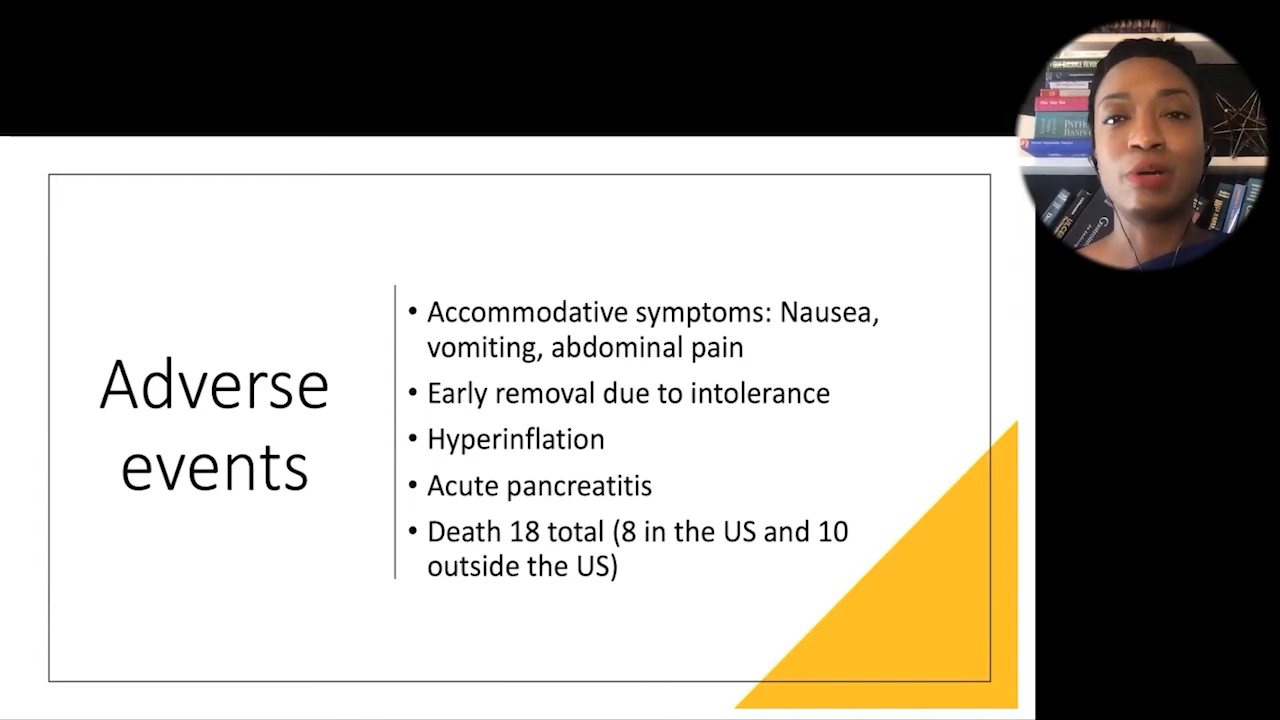 Adverse
events
• Accommodative symptoms: Nausea,
vomiting, abdominal pain
• Early removal due to intolerance
• Hyperinflation
• Acute pancreatitis
• Death 18 total (8 in the US and 10
outside the US)